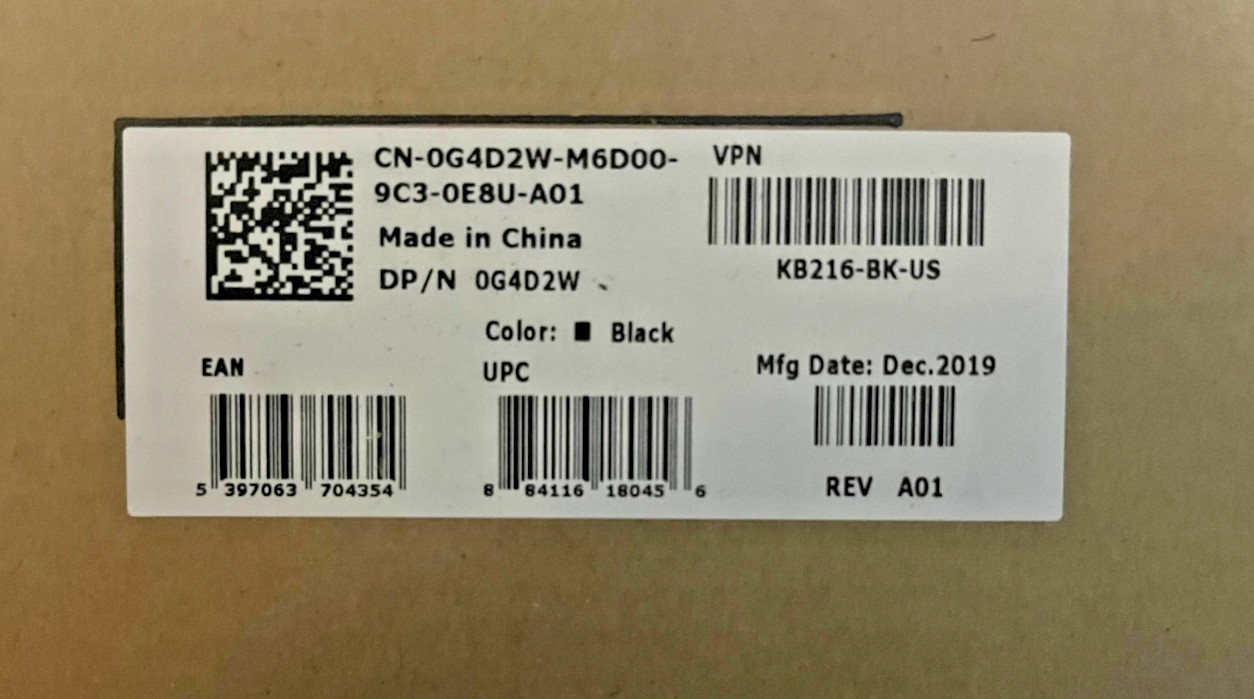 CN-0G4D2W-M6D00-
9C3-0E8U-A01
Made in China
DP/N 0G4D2W
VPN
KB216-BK-US
Color: ■ Black
EAN
5 397063 704354
UPC
8 84116 18045 6
Mfg Date: Dec.2019
REV A01